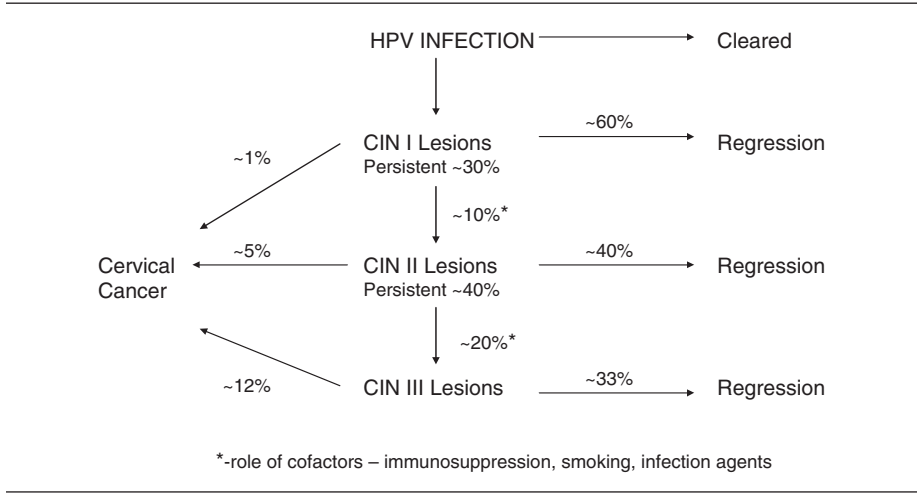 HPV INFECTION Cleared
~60%
CIN I Lesions Regression
~1%
Persistent ~30%
~10%*
~5% ~40%
Cervical CIN II Lesions Regression
Cancer Persistent ~40%
~20%*
~12% CIN III Lesions ~33% Regression
*-role of cofactors – immunosuppression, smoking, infection agents